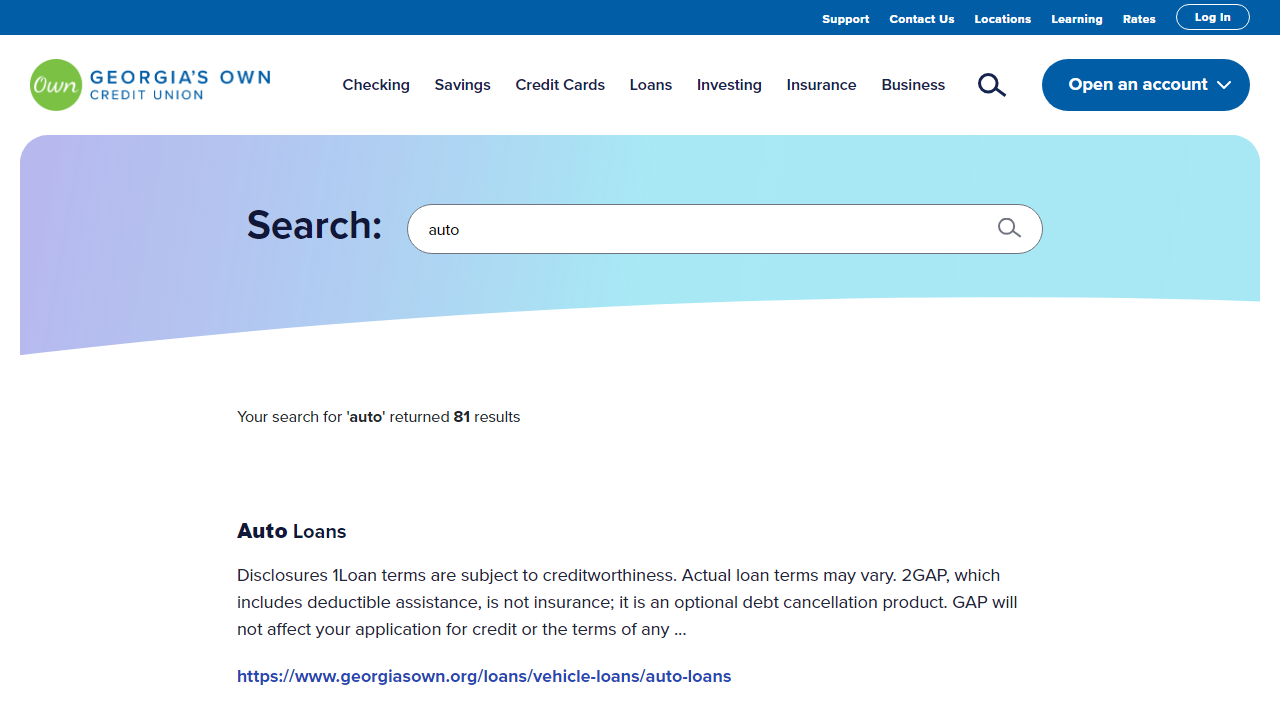 Support Contact Us Locations Learning Rates Log In
Own GEORGIA'S OWN
CREDIT UNION
Checking Savings Credit Cards Loans Investing Insurance Business Open an account
Search: auto
Your search for 'auto' returned 81 results
Auto Loans
Disclosures 1Loan terms are subject to creditworthiness. Actual loan terms may vary. 2GAP, which
includes deductible assistance, is not insurance; it is an optional debt cancellation product. GAP will
not affect your application for credit or the terms of any ...
https://www.georgiasown.org/loans/vehicle-loans/auto-loans